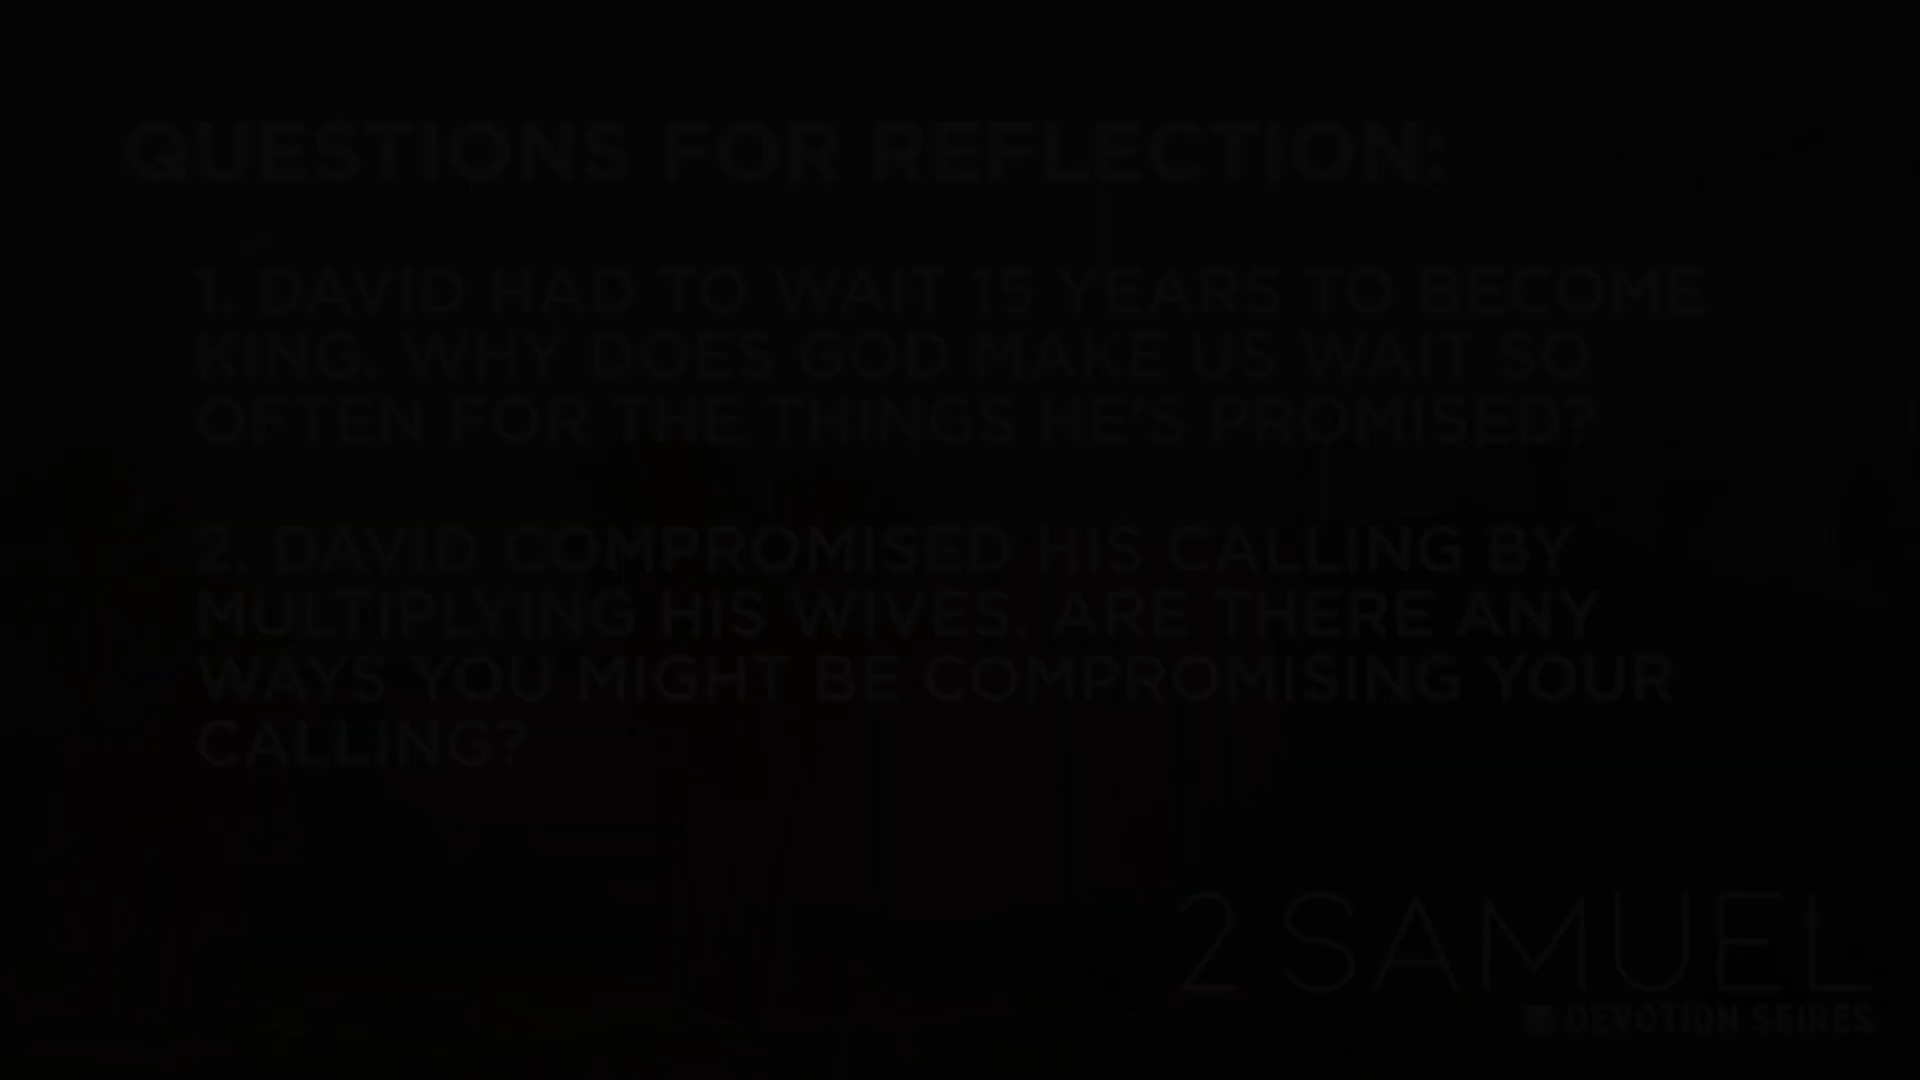 QUESTIONS FOR REFLECTION:
1. DAVID HAD TO WAIT 15 YEARS TO BECOME
KING. WHY DOES GOD MAKE US WAIT SO
OFTEN FOR THE THINGS HE'S PROMISED?
2. DAVID COMPROMISED HIS CALLING BY
MULTIPLYING HIS WIVES. ARE THERE ANY
WAYS YOU MIGHT BE COMPROMISING YOUR
CALLING?
2 SAMUEL
DEVOTION SEIRES